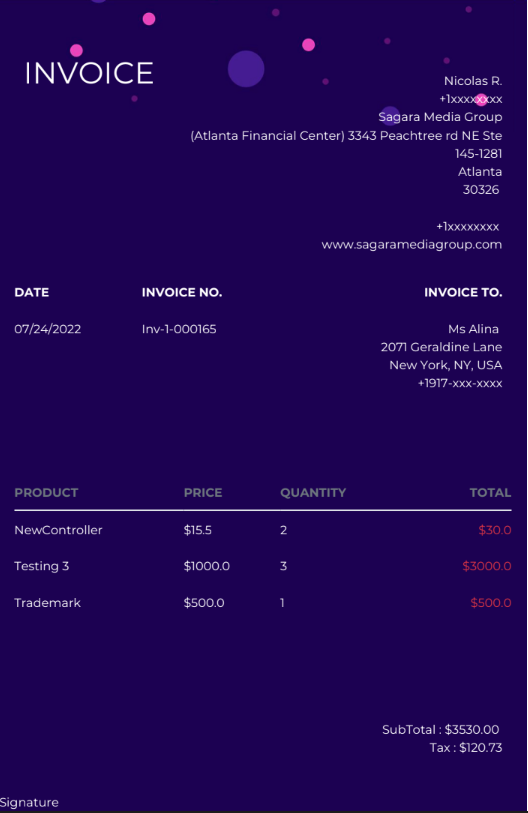 INVOICE
Nicolas R.
+1xxxxxxxx
Sagara Media Group
(Atlanta Financial Center) 3343 Peachtree rd NE Ste
145-1281
Atlanta
30326
+1xxxxxxxx
www.sagaramediagroup.com
DATE INVOICE NO. INVOICE TO.
07/24/2022 Inv-1-000165 Ms Alina
2071 Geraldine Lane
New York, NY, USA
+1917-xxx-xxxx
PRODUCT PRICE QUANTITY TOTAL
NewController $15.5 2 $30.0
Testing 3 $1000.0 3 $3000.0
Trademark $500.0 1 $500.0
SubTotal : $3530.00
Tax : $120.73
Signature